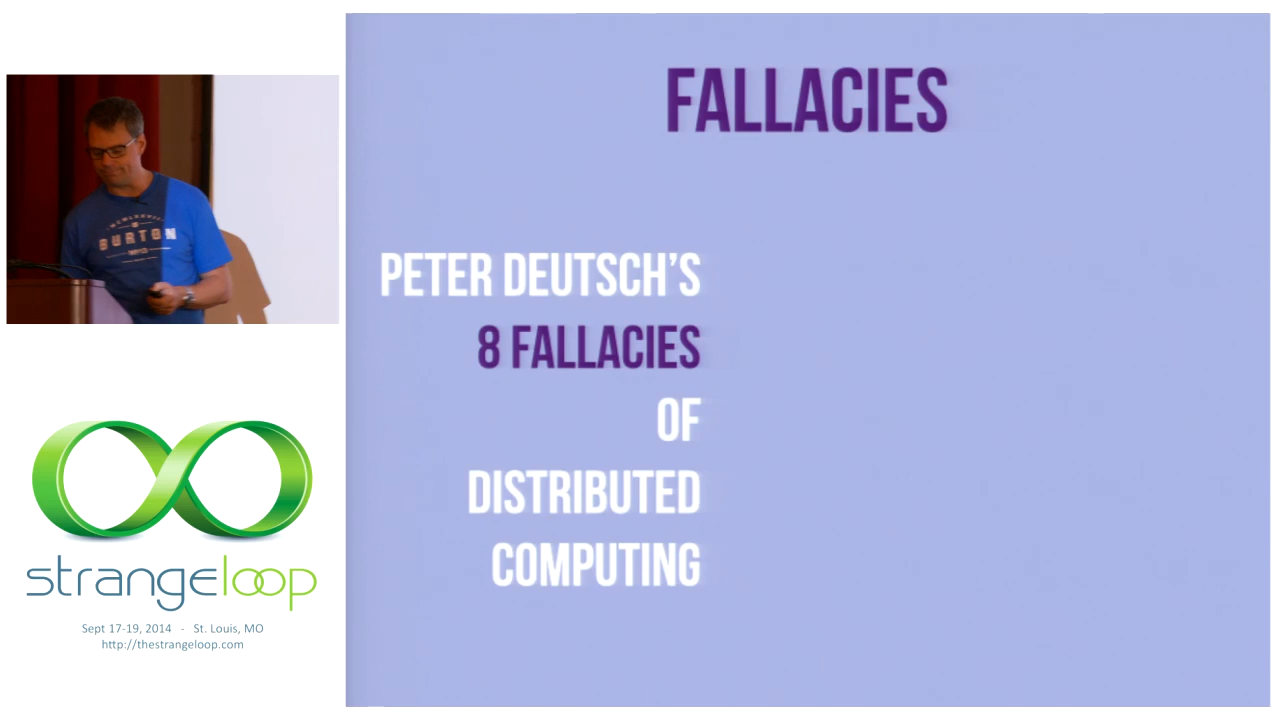 FALLACIES
BURTON
PETER DEUTSCH'S
8 FALLACIES
OF
DISTRIBUTED
COMPUTING
strangeloop
Sept 17-19, 2014 - St. Louis, MO
http://thestrangeloop.com